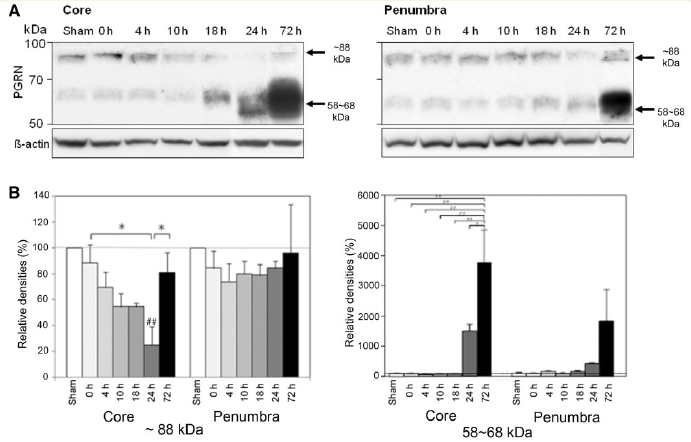 A
Core
Penumbra
kDa Sham 0 h 4 h 10 h 18 h 24 h 72 h
kDa Sham 0 h 4 h 10 h 18 h 24 h 72 h
100
70
50
PGRN
~88
kDa
58~68
kDa
~88
kDa
58~68
kDa
ß-actin
B
Relative densities (%)
140
120
100
80
60
40
20
0
* *
##
Sham 0 h 4 h 10 h 18 h 24 h 72 h
Sham 0 h 4 h 10 h 18 h 24 h 72 h
Core Penumbra
~ 88 kDa
Relative densities (%)
6000
5000
4000
3000
2000
1000
0
Sham 0 h 4 h 10 h 18 h 24 h 72 h
Sham 0 h 4 h 10 h 18 h 24 h 72 h
Core Penumbra
58~68 kDa